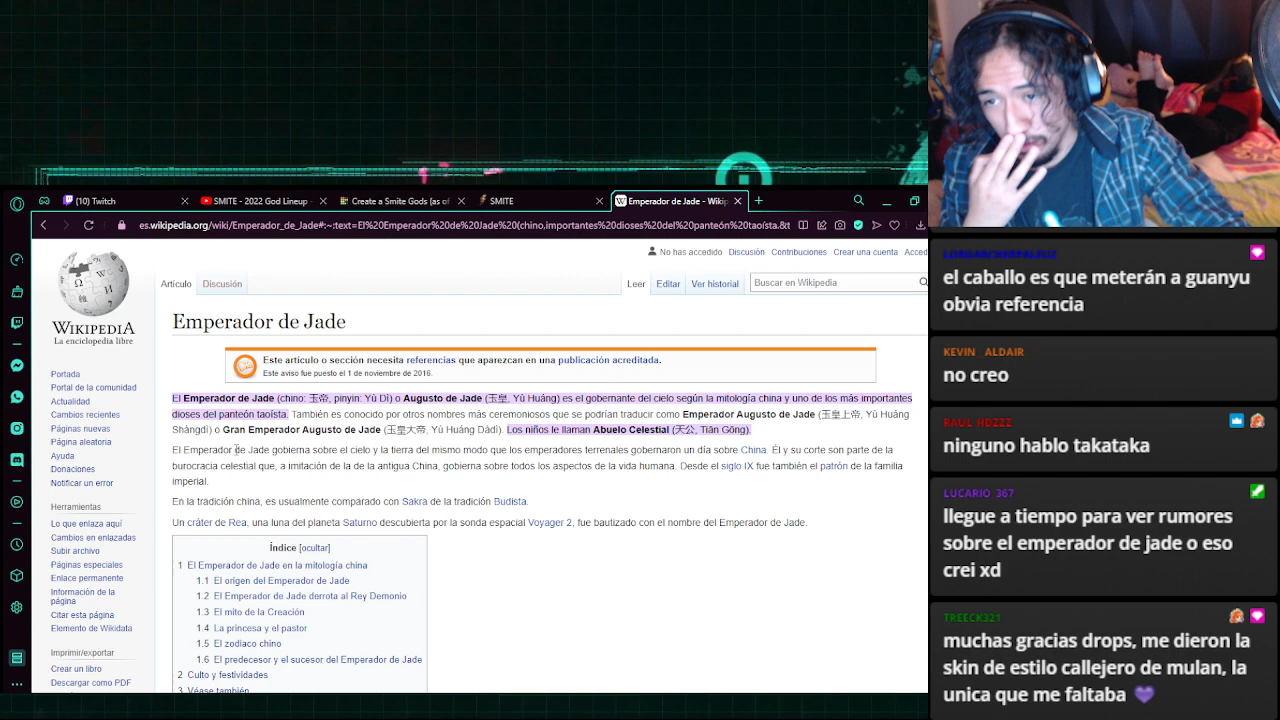 (10) Twitch
SMITE - 2022 God Lineup
Create a Smite Gods (as of
SMITE
Emperador de Jade - Wikip
es.wikipedia.org/wiki/Emperador_de_Jade#:~:text=El%20Emperador%20de%20Jade%20(chino,importantes%20dioses%20del%20panteón%20taoísta.&t
No has accedido Discusión Contribuciones Crear una cuenta Acced
Artículo Discusión Leer Editar Ver historial Buscar en Wikipedia
WIKIPEDIA
La enciclopedia libre
Portada
Portal de la comunidad
Actualidad
Cambios recientes
Páginas nuevas
Página aleatoria
Ayuda
Donaciones
Notificar un error
Herramientas
Lo que enlaza aquí
Cambios en enlazadas
Subir archivo
Páginas especiales
Enlace permanente
Información de la
página
Citar esta página
Elemento de Wikidata
Imprimir/exportar
Crear un libro
Descargar como PDF
Emperador de Jade
Este artículo o sección necesita referencias que aparezcan en una publicación acreditada.
Este aviso fue puesto el 1 de noviembre de 2016.
El Emperador de Jade (chino: 玉帝, pinyin: Yù Dì) o Augusto de Jade (玉皇, Yù Huáng) es el gobernante del cielo según la mitología china y uno de los más importantes
dioses del panteón taoísta. También es conocido por otros nombres más ceremoniosos que se podrían traducir como Emperador Augusto de Jade (玉皇上帝, Yù Huáng
Shàngdì) o Gran Emperador Augusto de Jade (玉皇大帝, Yù Huáng Dàdì). Los niños le llaman Abuelo Celestial (天公, Tiān Gōng).
El Emperador de Jade gobierna sobre el cielo y la tierra del mismo modo que los emperadores terrenales gobernaron un día sobre China. Él y su corte son parte de la
burocracia celestial que, a imitación de la de la antigua China, gobierna sobre todos los aspectos de la vida humana. Desde el siglo IX fue también el patrón de la familia
imperial.
En la tradición china, es usualmente comparado con Sakra de la tradición Budista.
Un cráter de Rea, una luna del planeta Saturno descubierta por la sonda espacial Voyager 2, fue bautizado con el nombre del Emperador de Jade.
Índice [ocultar]
1 El Emperador de Jade en la mitología china
1.1 El origen del Emperador de Jade
1.2 El Emperador de Jade derrota al Rey Demonio
1.3 El mito de la Creación
1.4 La princesa y el pastor
1.5 El zodiaco chino
1.6 El predecesor y el sucesor del Emperador de Jade
2 Culto y festividades
3 Véase también
el caballo es que meterán a guanyu
obvia referencia
KEVIN_ALDAIR
no creo
RAUL_HDZZZ
ninguno hablo takataka
LUCARIO_367
llegue a tiempo para ver rumores
sobre el emperador de jade o eso
crei xd
TREECK321
muchas gracias drops, me dieron la
skin de estilo callejero de mulan, la
unica que me faltaba 💜